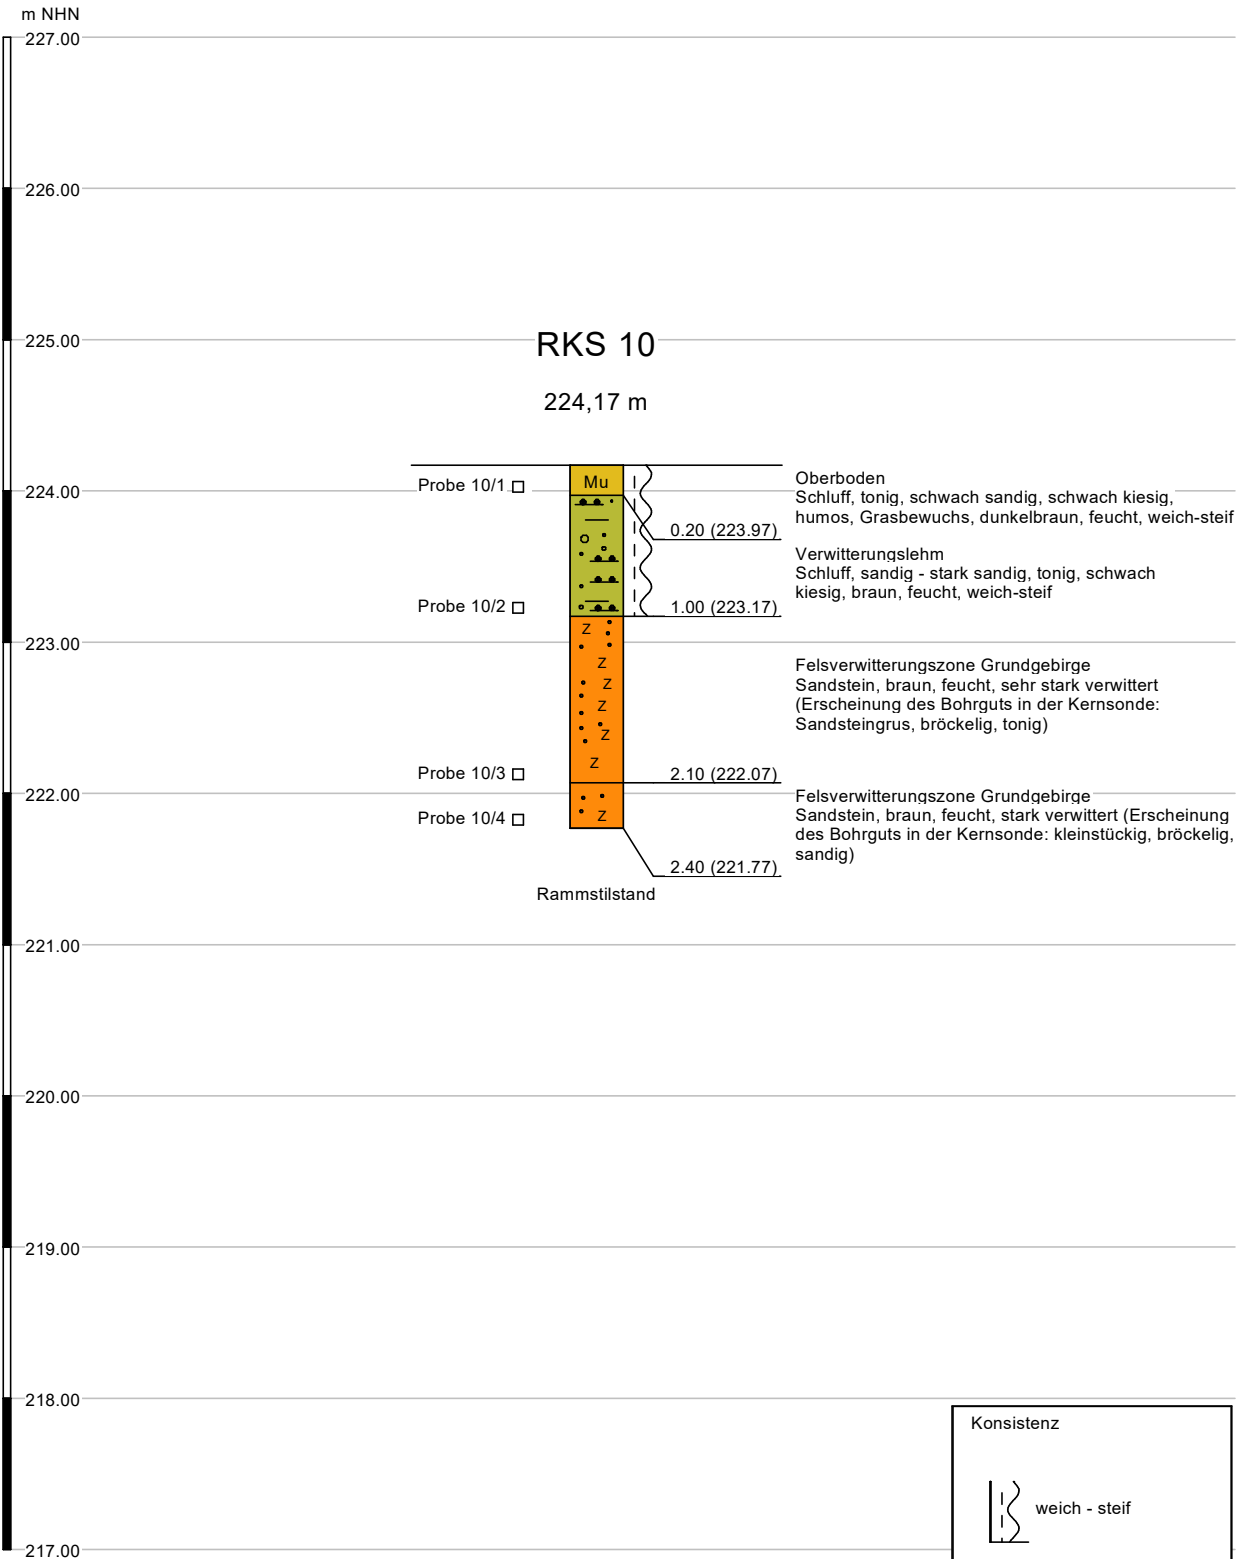 m NHN
227.00
226.00
225.00
RKS 10
224,17 m
Probe 10/1
224.00
Mu
0.20 (223.97)
Oberboden
Schluff, tonig, schwach sandig, schwach kiesig,
humos, Grasbewuchs, dunkelbraun, feucht, weich-steif
Verwitterungslehm
Schluff, sandig - stark sandig, tonig, schwach
kiesig, braun, feucht, weich-steif
Probe 10/2
1.00 (223.17)
223.00
Z
Z
Z
Z
Z
Z
Felsverwitterungszone Grundgebirge
Sandstein, braun, feucht, sehr stark verwittert
(Erscheinung des Bohrguts in der Kernsonde:
Sandsteingrus, bröckelig, tonig)
Probe 10/3
2.10 (222.07)
222.00
Probe 10/4
Z
Felsverwitterungszone Grundgebirge
Sandstein, braun, feucht, stark verwittert (Erscheinung
des Bohrguts in der Kernsonde: kleinstückig, bröckelig,
sandig)
2.40 (221.77)
Rammstilstand
221.00
220.00
219.00
218.00
Konsistenz
weich - steif
217.00